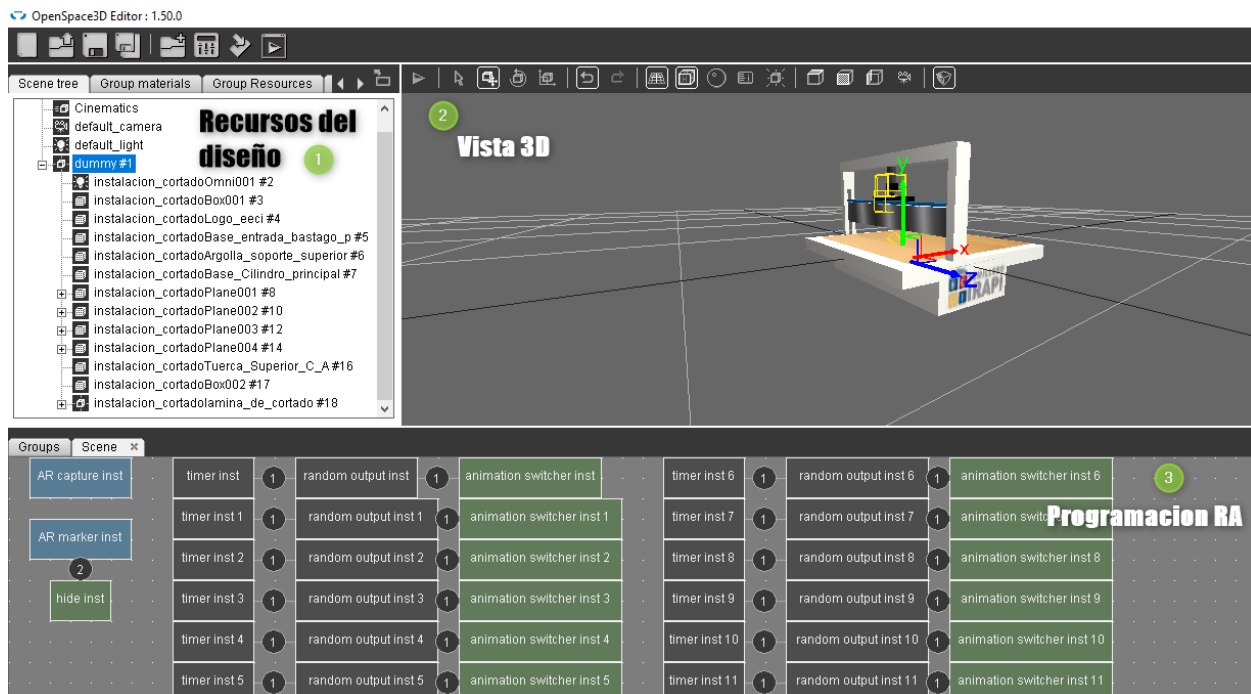 OpenSpace3D Editor : 1.50.0
Scene tree
Group materials
Group Resources
Cinematics
default_camera
default_light
dummy #1
instalacion_cortadoOmni001 #2
instalacion_cortadoBox001 #3
instalacion_cortadoLogo_eeci #4
instalacion_cortadoBase_entrada_bastago_p #5
instalacion_cortadoArgolla_soporte_superior #6
instalacion_cortadoBase_Cilindro_principal #7
instalacion_cortadoPlane001 #8
instalacion_cortadoPlane002 #10
instalacion_cortadoPlane003 #12
instalacion_cortadoPlane004 #14
instalacion_cortadoTuerca_Superior_C_A #16
instalacion_cortadoBox002 #17
instalacion_cortadolamina_de_cortado #18
Recursos del
diseño
1
2
Vista 3D
y
x
Z
TRAPI
Groups
Scene
AR capture inst
AR marker inst
2
hide inst
timer inst 1 random output inst 1 animation switcher inst
timer inst 1 1 random output inst 1 1 animation switcher inst 1
timer inst 2 1 random output inst 2 1 animation switcher inst 2
timer inst 3 1 random output inst 3 1 animation switcher inst 3
timer inst 4 1 random output inst 4 1 animation switcher inst 4
timer inst 5 1 random output inst 5 1 animation switcher inst 5
timer inst 6 1 random output inst 6 1 animation switcher inst 6
timer inst 7 1 random output inst 7 1 animation switche
timer inst 8 1 random output inst 8 1 animation switcher inst 8
timer inst 9 1 random output inst 9 1 animation switcher inst 9
timer inst 10 1 random output inst 10 1 animation switcher inst 10
timer inst 11 1 random output inst 11 1 animation switcher inst 11
3
Programacion RA